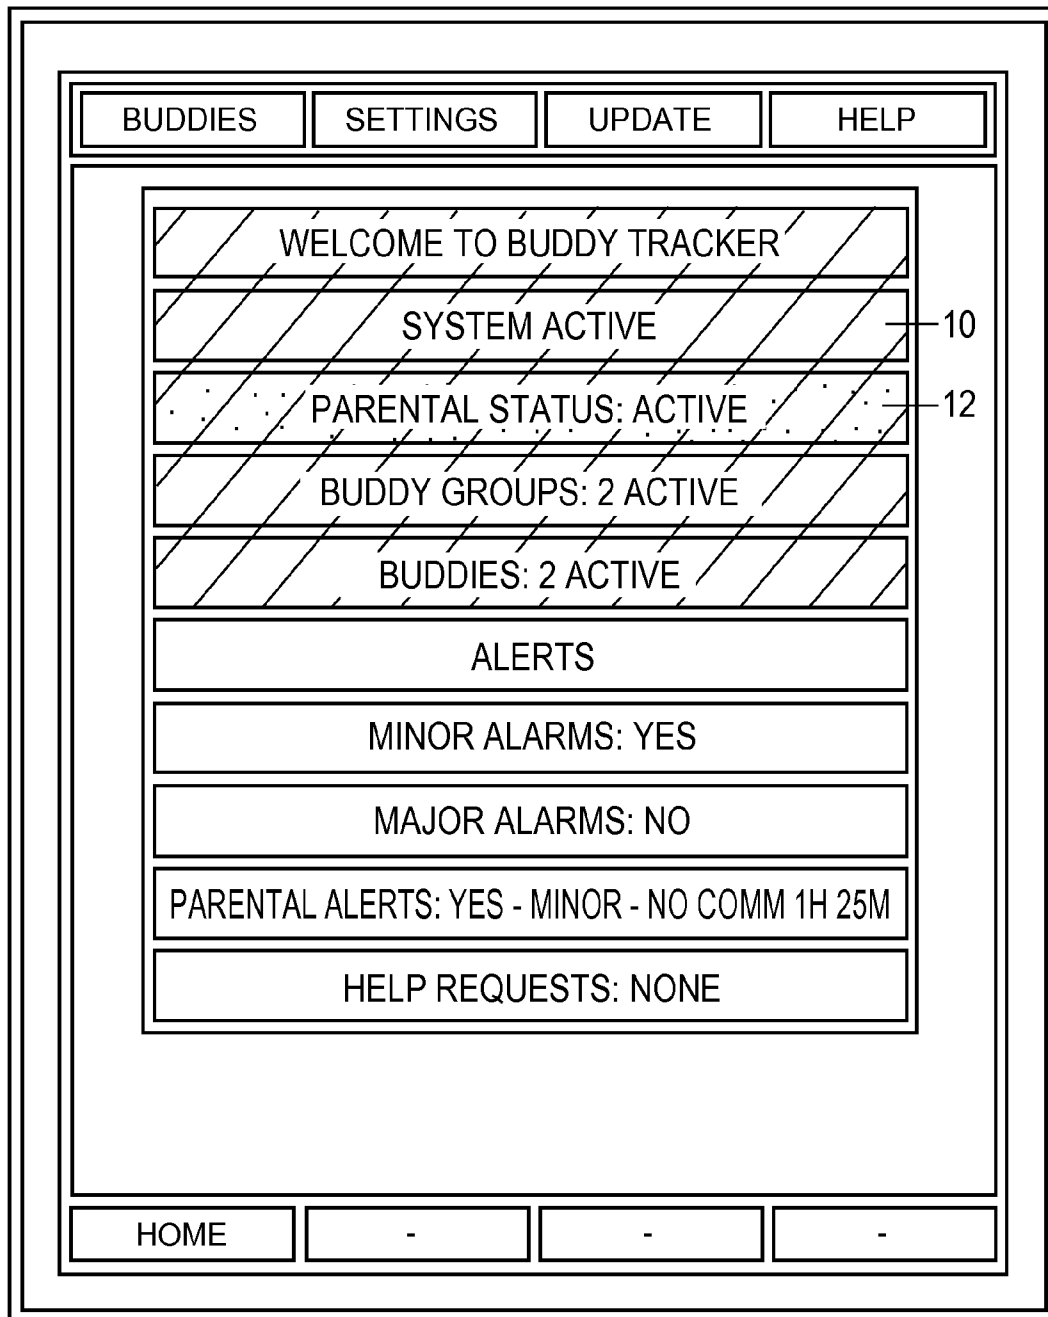 BUDDIES SETTINGS UPDATE HELP
WELCOME TO BUDDY TRACKER
SYSTEM ACTIVE 10
PARENTAL STATUS: ACTIVE 12
BUDDY GROUPS: 2 ACTIVE
BUDDIES: 2 ACTIVE
ALERTS
MINOR ALARMS: YES
MAJOR ALARMS: NO
PARENTAL ALERTS: YES - MINOR - NO COMM 1H 25M
HELP REQUESTS: NONE
HOME - - -